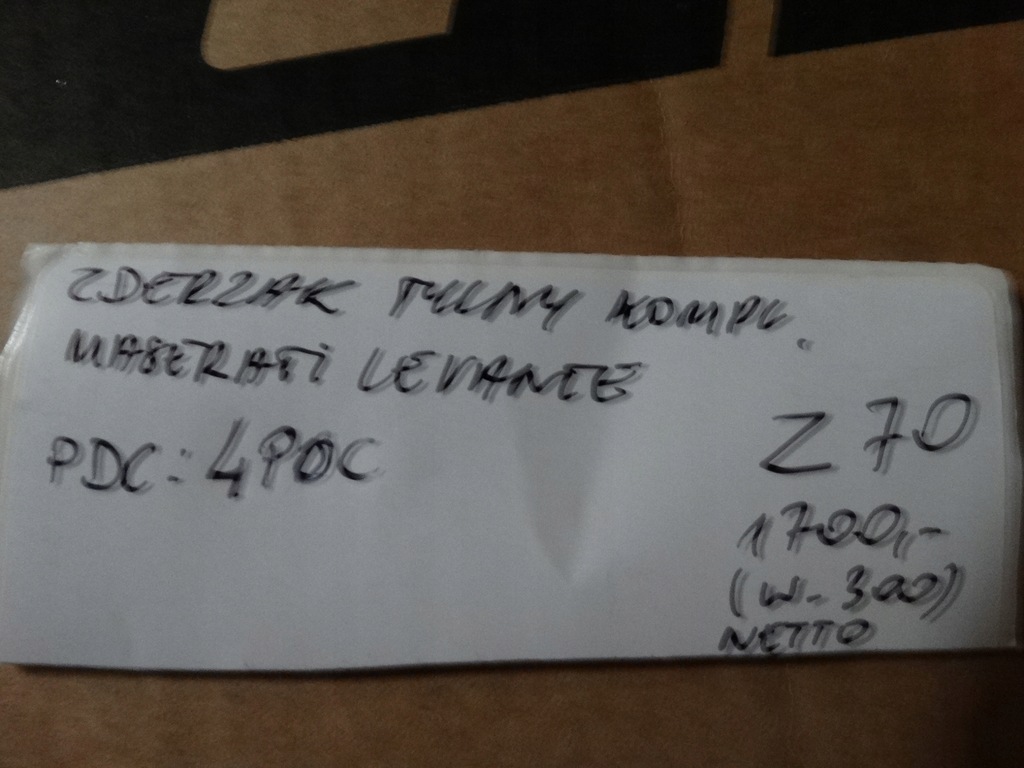 ZDERZAK TYLNY KOMPL.
MASERATI LEVANTE
PDC: 4PDC
Z 70
1700,-
(W- 300)
NETTO